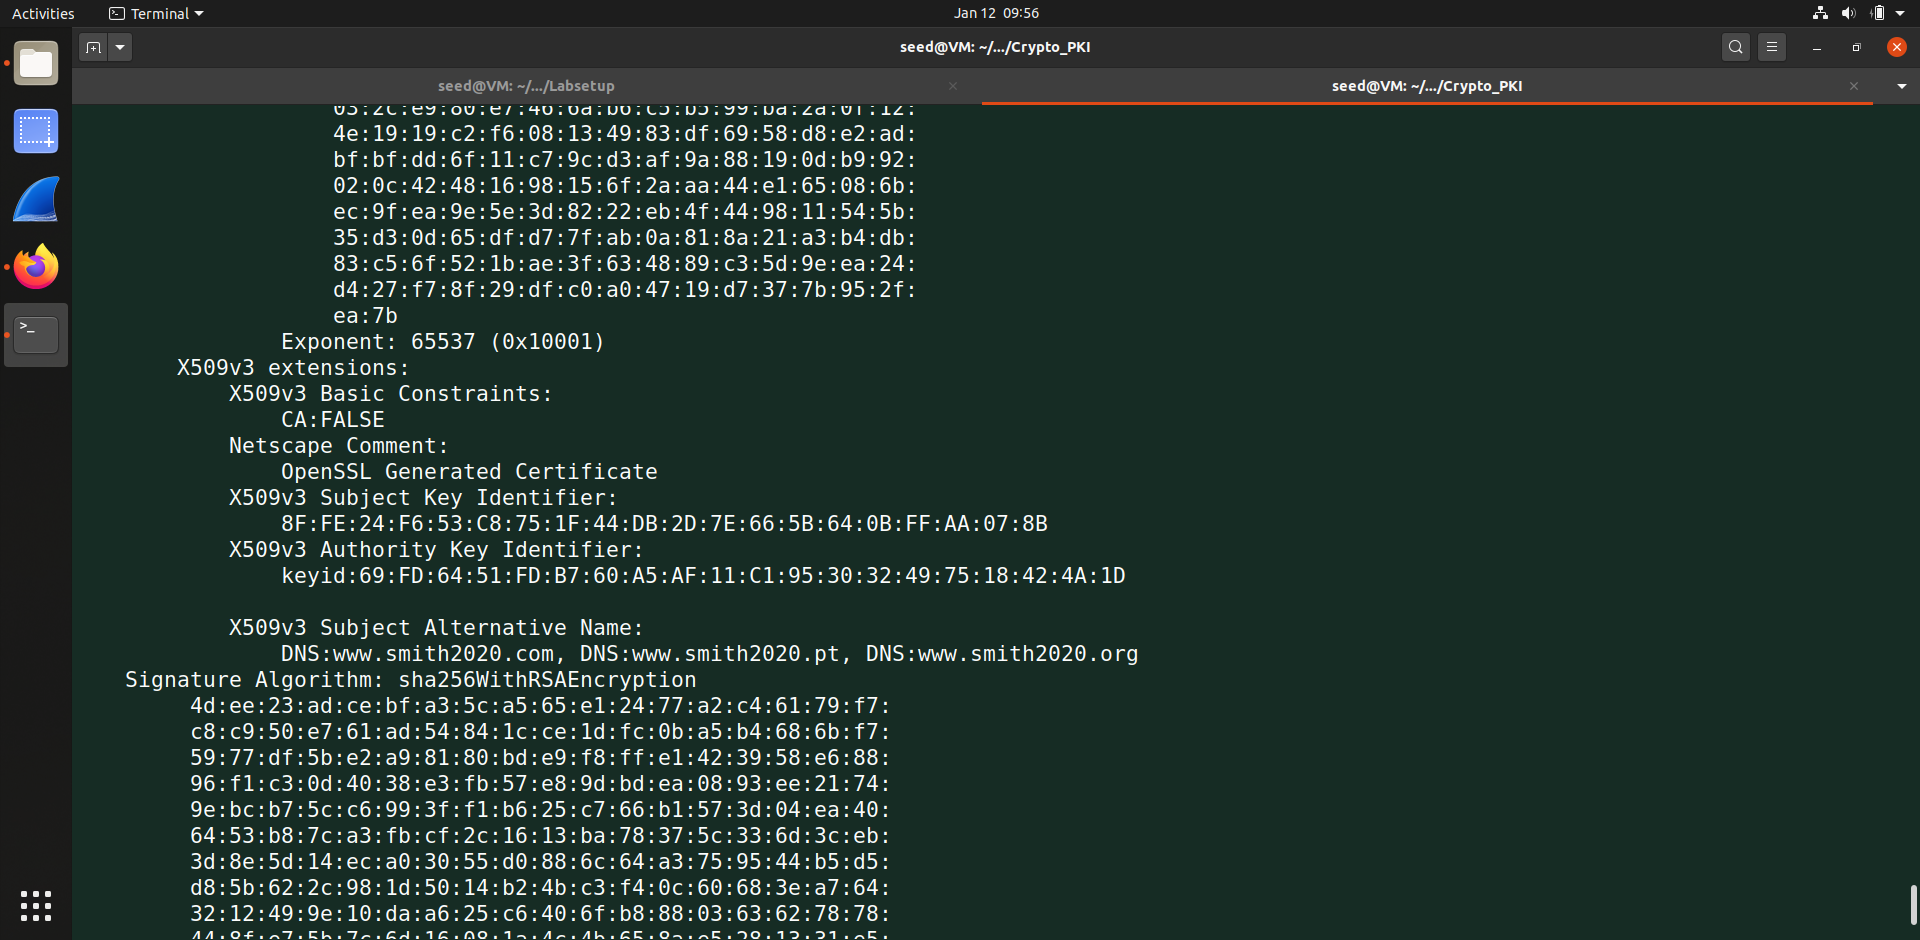 Activities
Terminal
Jan 12 09:56
seed@VM: ~/.../Crypto_PKI
seed@VM: ~/.../Labsetup
seed@VM: ~/.../Crypto_PKI
03:2c:e9:80:e7:46:6a:b6:c5:b5:99:ba:2a:0f:12:
4e:19:19:c2:f6:08:13:49:83:df:69:58:d8:e2:ad:
bf:bf:dd:6f:11:c7:9c:d3:af:9a:88:19:0d:b9:92:
02:0c:42:48:16:98:15:6f:2a:aa:44:e1:65:08:6b:
ec:9f:ea:9e:5e:3d:82:22:eb:4f:44:98:11:54:5b:
35:d3:0d:65:df:d7:7f:ab:0a:81:8a:21:a3:b4:db:
83:c5:6f:52:1b:ae:3f:63:48:89:c3:5d:9e:ea:24:
d4:27:f7:8f:29:df:c0:a0:47:19:d7:37:7b:95:2f:
ea:7b
Exponent: 65537 (0x10001)
X509v3 extensions:
X509v3 Basic Constraints:
CA:FALSE
Netscape Comment:
OpenSSL Generated Certificate
X509v3 Subject Key Identifier:
8F:FE:24:F6:53:C8:75:1F:44:DB:2D:7E:66:5B:64:0B:FF:AA:07:8B
X509v3 Authority Key Identifier:
keyid:69:FD:64:51:FD:B7:60:A5:AF:11:C1:95:30:32:49:75:18:42:4A:1D
X509v3 Subject Alternative Name:
DNS:www.smith2020.com, DNS:www.smith2020.pt, DNS:www.smith2020.org
Signature Algorithm: sha256WithRSAEncryption
4d:ee:23:ad:ce:bf:a3:5c:a5:65:e1:24:77:a2:c4:61:79:f7:
c8:c9:50:e7:61:ad:54:84:1c:ce:1d:fc:0b:a5:b4:68:6b:f7:
59:77:df:5b:e2:a9:81:80:bd:e9:f8:ff:e1:42:39:58:e6:88:
96:f1:c3:0d:40:38:e3:fb:57:e8:9d:bd:ea:08:93:ee:21:74:
9e:bc:b7:5c:c6:99:3f:f1:b6:25:c7:66:b1:57:3d:04:ea:40:
64:53:b8:7c:a3:fb:cf:2c:16:13:ba:78:37:5c:33:6d:3c:eb:
3d:8e:5d:14:ec:a0:30:55:d0:88:6c:64:a3:75:95:44:b5:d5:
d8:5b:62:2c:98:1d:50:14:b2:4b:c3:f4:0c:60:68:3e:a7:64:
32:12:49:9e:10:da:a6:25:c6:40:6f:b8:88:03:63:62:78:78: